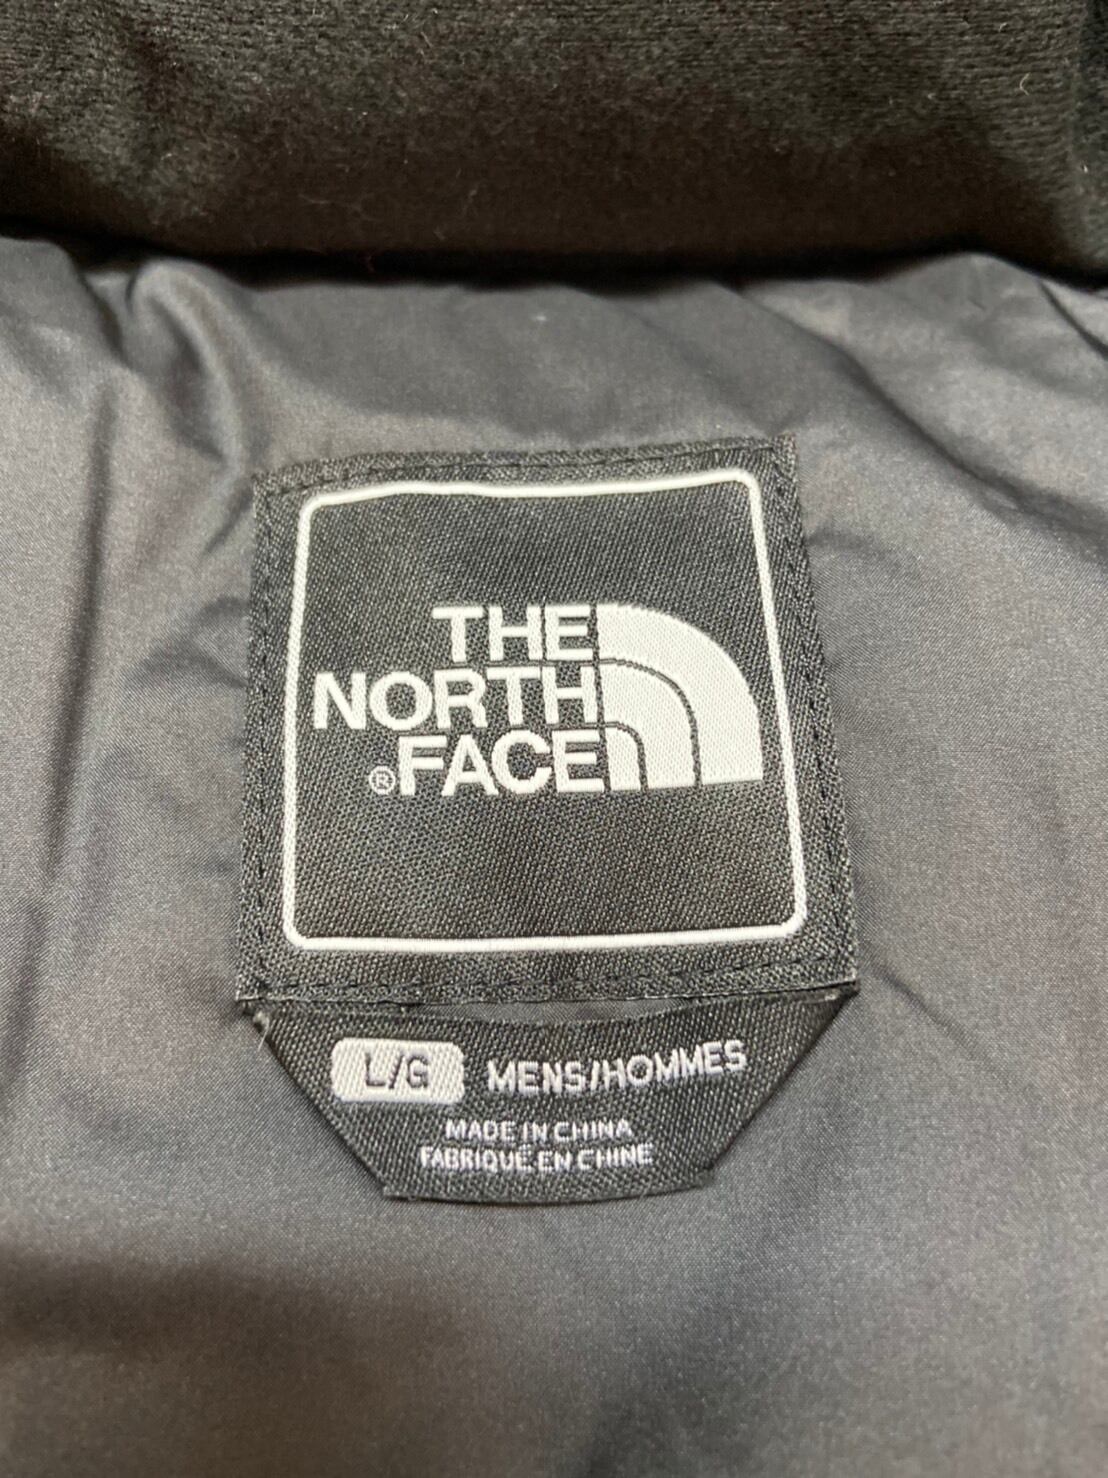 THE
NORTH
®FACE
L/G MENS/HOMMES
MADE IN CHINA
FABRIQUÉ EN CHINE